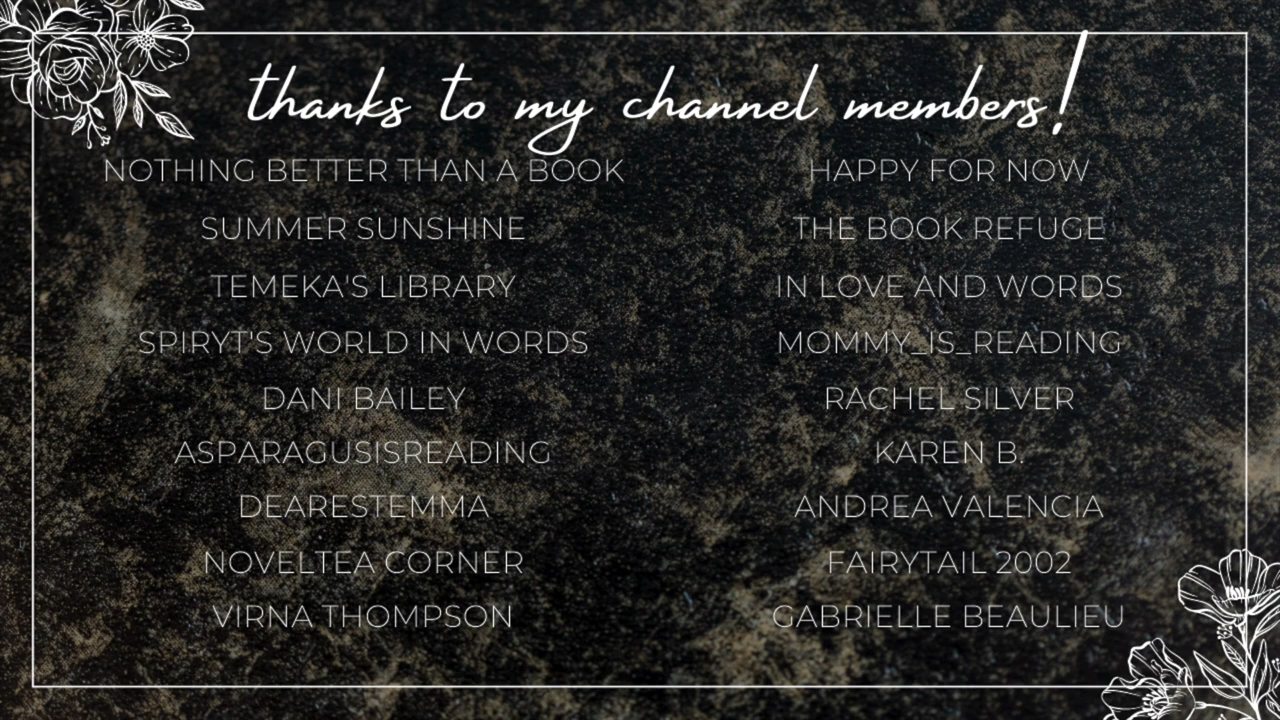 thanks to my channel members!
NOTHING BETTER THAN A BOOK
SUMMER SUNSHINE
TEMEKA'S LIBRARY
SPIRYT'S WORLD IN WORDS
DANI BAILEY
ASPARAGUSISREADING
DEARESTEMMA
NOVELTEA CORNER
VIRNA THOMPSON
HAPPY FOR NOW
THE BOOK REFUGE
IN LOVE AND WORDS
MOMMY_IS_READING
RACHEL SILVER
KAREN B.
ANDREA VALENCIA
FAIRYTAIL 2002
GABRIELLE BEAULIEU